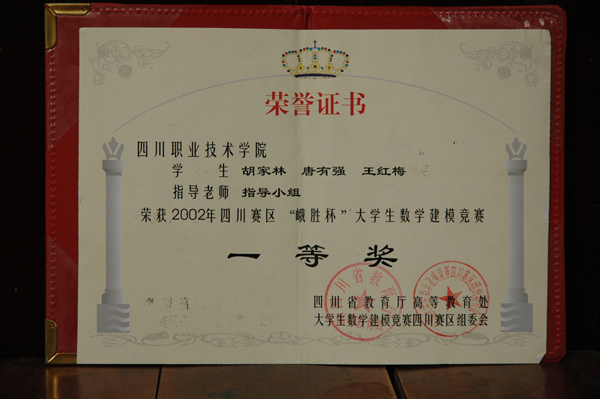 荣誉证书
四川职业技术学院
学 生 胡家林 唐有强 王红梅
指导老师 指导小组
荣获2002年四川赛区“峨胜杯”大学生数学建模竞赛
一等奖
四川省教育厅高等教育处
大学生数学建模竞赛四川赛区组委会